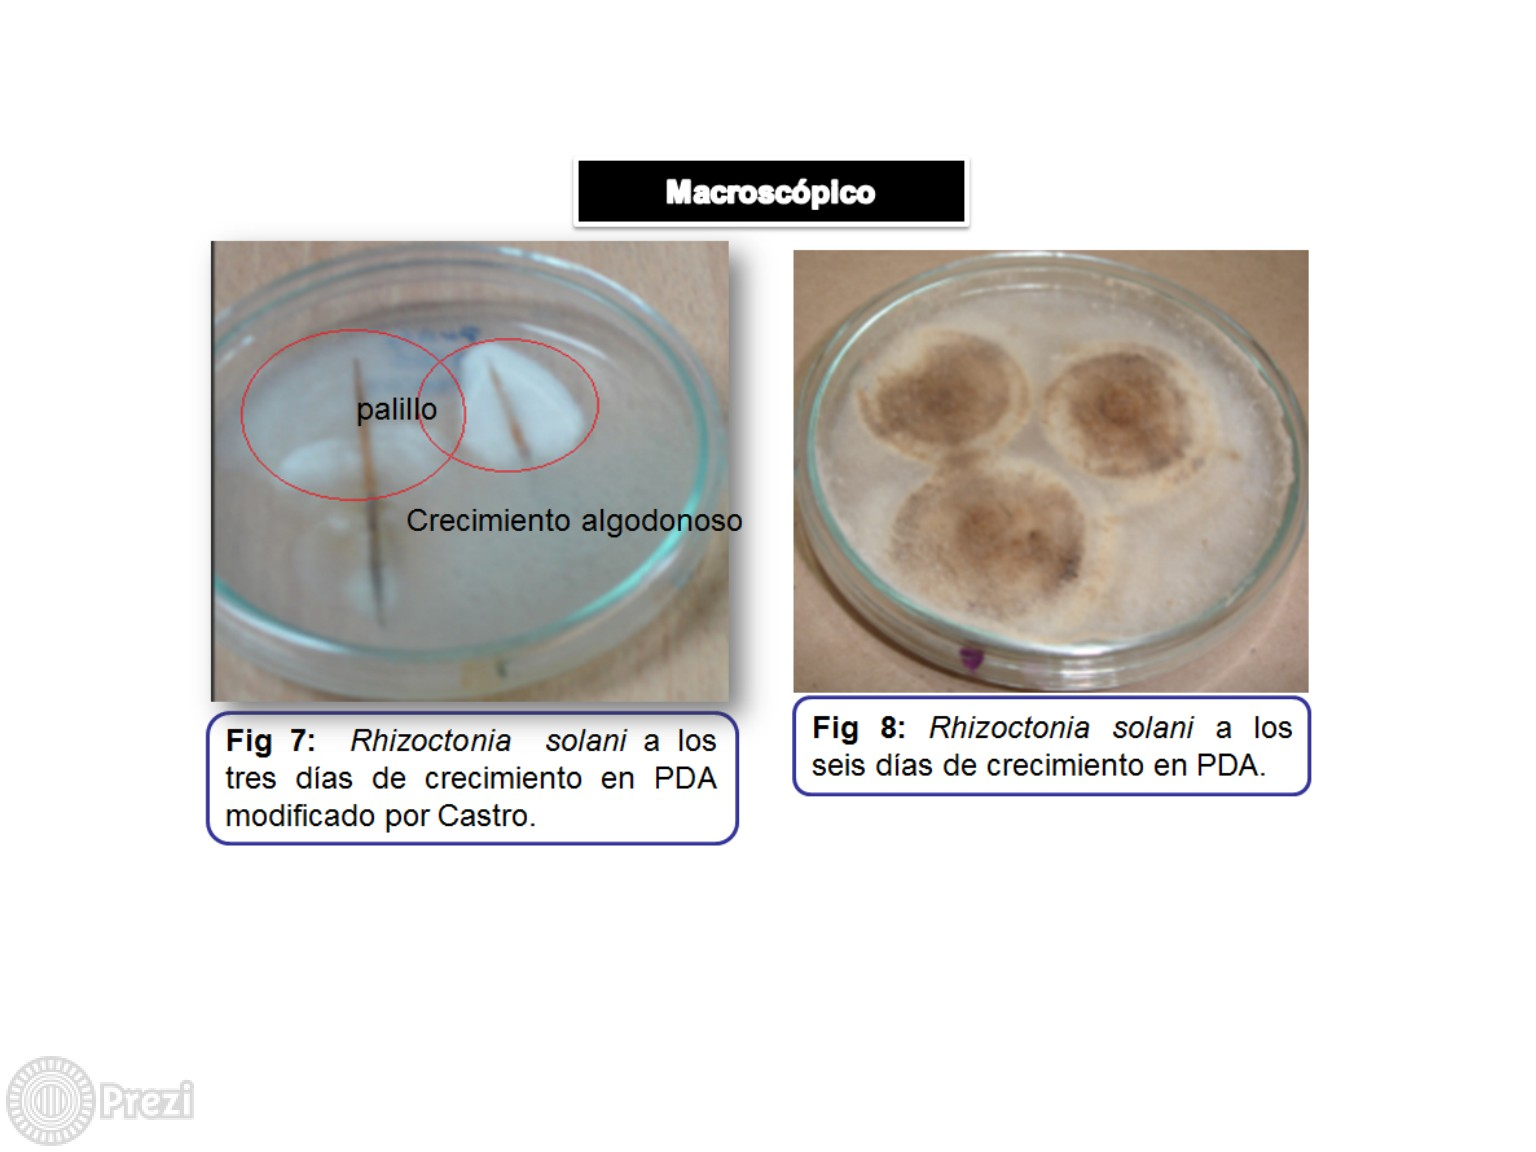 Macroscópico
palillo
Crecimiento algodonoso
Fig 7: Rhizoctonia solani a los
tres días de crecimiento en PDA
modificado por Castro.
Fig 8: Rhizoctonia solani a los
seis días de crecimiento en PDA.
Prezi